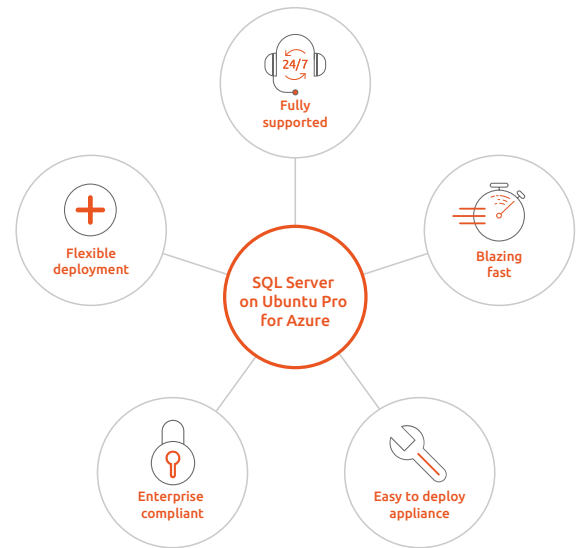 24/7
Fully
supported
Flexible
deployment
Blazing
fast
SQL Server
on Ubuntu Pro
for Azure
Enterprise
compliant
Easy to deploy
appliance